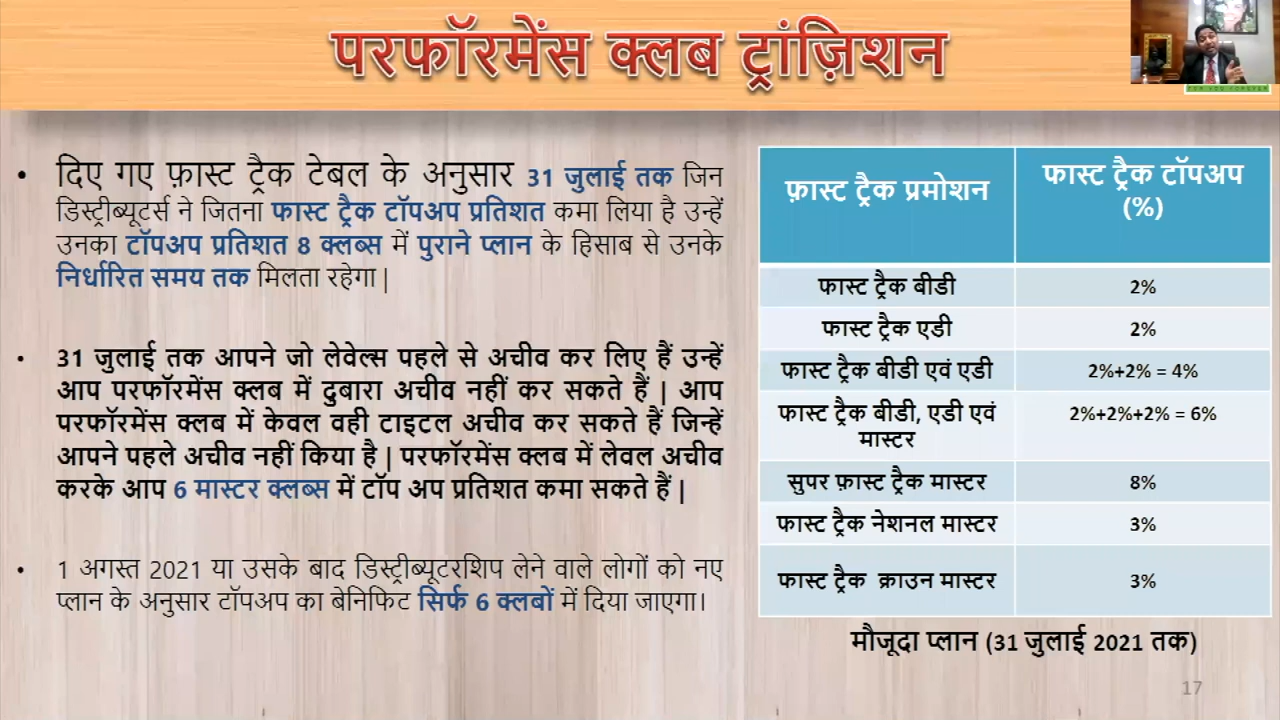 परफॉरमेंस क्लब ट्रांज़िशन
• दिए गए फ़ास्ट ट्रैक टेबल के अनुसार 31 जुलाई तक जिन
डिस्ट्रीब्यूटर्स ने जितना फास्ट ट्रैक टॉपअप प्रतिशत कमा लिया है उन्हें
उनका टॉपअप प्रतिशत 8 क्लब्स में पुराने प्लान के हिसाब से उनके
निर्धारित समय तक मिलता रहेगा |
• 31 जुलाई तक आपने जो लेवेल्स पहले से अचीव कर लिए हैं उन्हें
आप परफॉरमेंस क्लब में दुबारा अचीव नहीं कर सकते हैं | आप
परफॉरमेंस क्लब में केवल वही टाइटल अचीव कर सकते हैं जिन्हें
आपने पहले अचीव नहीं किया है | परफॉरमेंस क्लब में लेवल अचीव
करके आप 6 मास्टर क्लब्स में टॉप अप प्रतिशत कमा सकते हैं |
• 1 अगस्त 2021 या उसके बाद डिस्ट्रीब्यूटरशिप लेने वाले लोगों को नए
प्लान के अनुसार टॉपअप का बेनिफिट सिर्फ 6 क्लबों में दिया जाएगा।
फ़ास्ट ट्रैक प्रमोशन
फास्ट ट्रैक टॉपअप
(%)
फास्ट ट्रैक बीडी 2%
फास्ट ट्रैक एडी 2%
फास्ट ट्रैक बीडी एवं एडी 2%+2% = 4%
फास्ट ट्रैक बीडी, एडी एवं 2%+2%+2% = 6%
मास्टर
सुपर फ़ास्ट ट्रैक मास्टर 8%
फास्ट ट्रैक नेशनल मास्टर 3%
फास्ट ट्रैक क्राउन मास्टर 3%
मौजूदा प्लान (31 जुलाई 2021 तक)
17